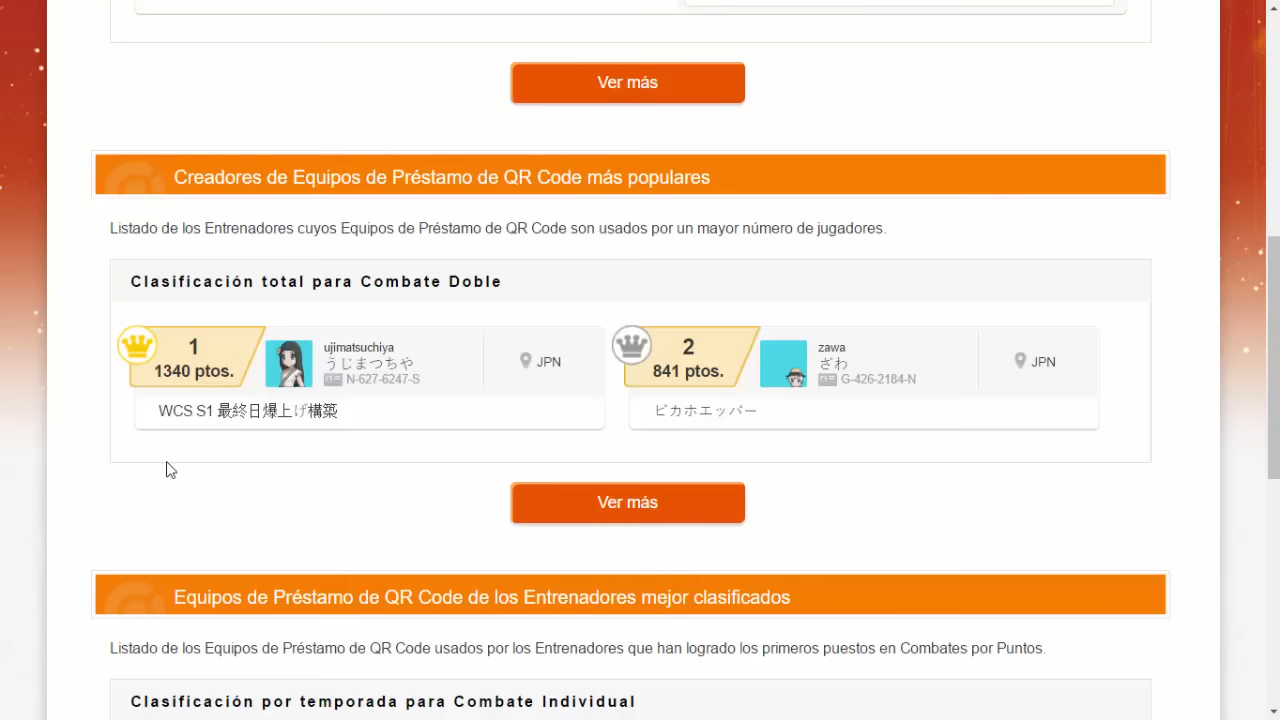 Ver más
Creadores de Equipos de Préstamo de QR Code más populares
Listado de los Entrenadores cuyos Equipos de Préstamo de QR Code son usados por un mayor número de jugadores.
Clasificación total para Combate Doble
1
1340 ptos.
ujimatsuchiya
うじまつちや
N-627-6247-S
JPN
WCS S1 最終日爆上げ構築
2
841 ptos.
zawa
ざわ
G-426-2184-N
JPN
ピカホエッパー
Ver más
Equipos de Préstamo de QR Code de los Entrenadores mejor clasificados
Listado de los Equipos de Préstamo de QR Code usados por los Entrenadores que han logrado los primeros puestos en Combates por Puntos.
Clasificación por temporada para Combate Individual